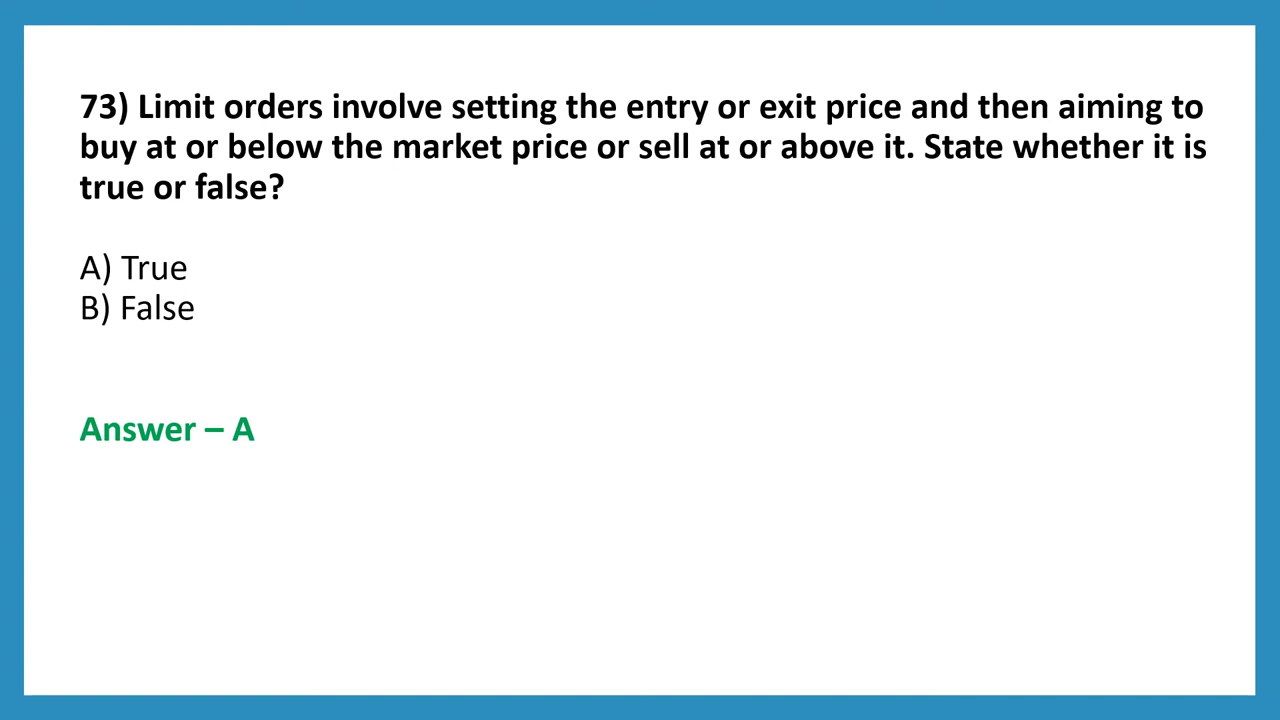 73) Limit orders involve setting the entry or exit price and then aiming to
buy at or below the market price or sell at or above it. State whether it is
true or false?
A) True
B) False
Answer – A